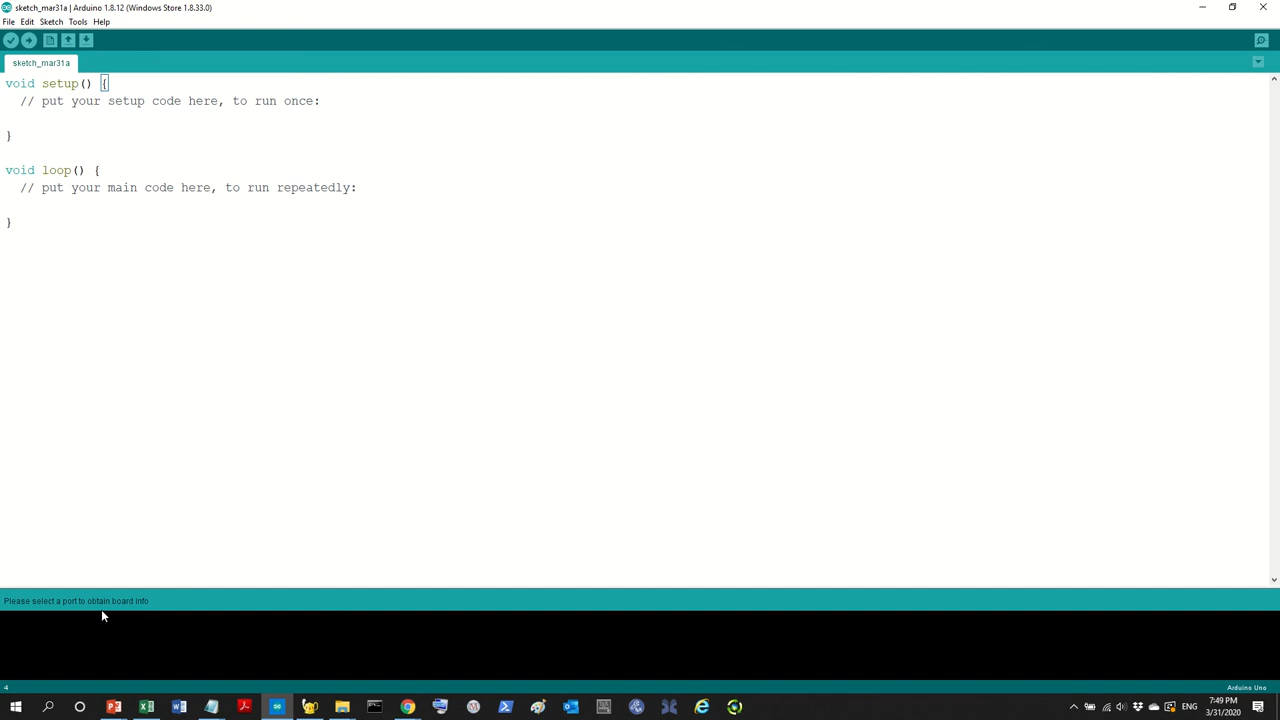 sketch_mar31a | Arduino 1.8.12 (Windows Store 1.8.33.0)
File Edit Sketch Tools Help
sketch_mar31a
void setup() {
// put your setup code here, to run once:
}
void loop() {
// put your main code here, to run repeatedly:
}
Please select a port to obtain board info
4
Arduino Uno
ENG
7:49 PM
3/31/2020